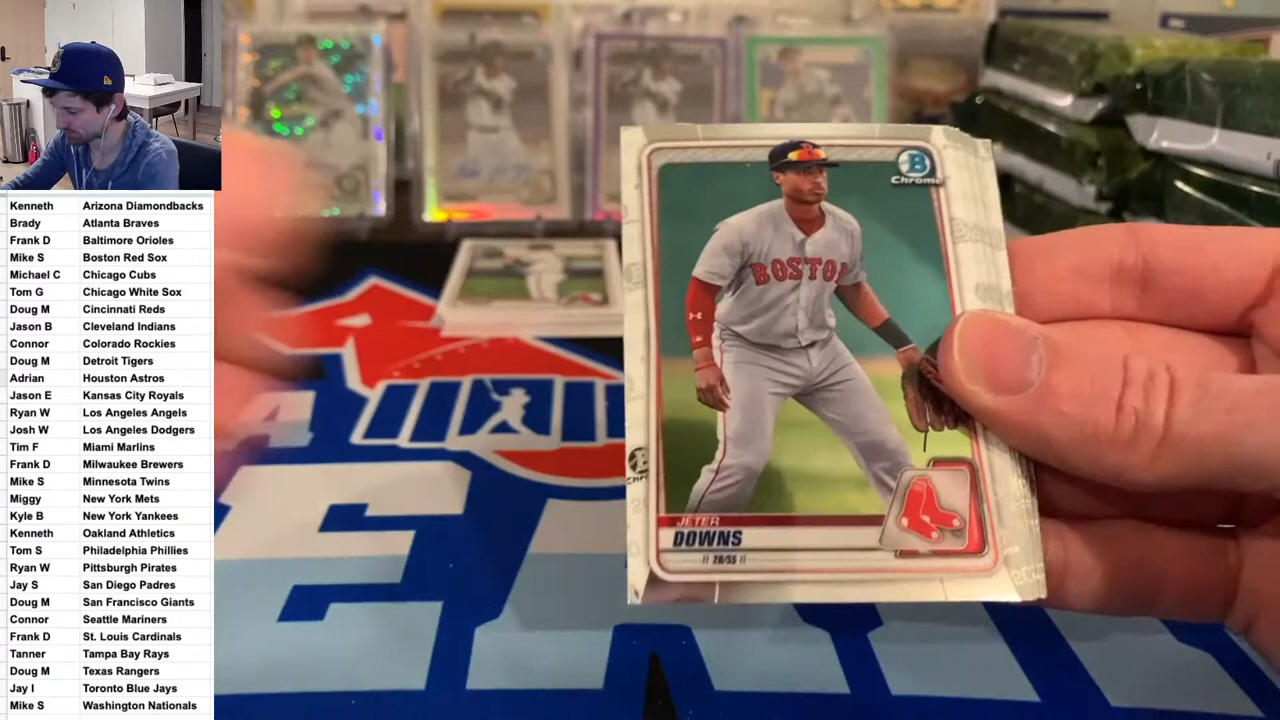 Kenneth Arizona Diamondbacks
Brady Atlanta Braves
Frank D Baltimore Orioles
Mike S Boston Red Sox
Michael C Chicago Cubs
Tom G Chicago White Sox
Doug M Cincinnati Reds
Jason B Cleveland Indians
Connor Colorado Rockies
Doug M Detroit Tigers
Adrian Houston Astros
Jason E Kansas City Royals
Ryan W Los Angeles Angels
Josh W Los Angeles Dodgers
Tim F Miami Marlins
Frank D Milwaukee Brewers
Mike S Minnesota Twins
Miggy New York Mets
Kyle B New York Yankees
Kenneth Oakland Athletics
Tom S Philadelphia Phillies
Ryan W Pittsburgh Pirates
Jay S San Diego Padres
Doug M San Francisco Giants
Connor Seattle Mariners
Frank D St. Louis Cardinals
Tanner Tampa Bay Rays
Doug M Texas Rangers
Jay I Toronto Blue Jays
Mike S Washington Nationals
B
Chrome
BOSTON
JETER
DOWNS
2B/SS